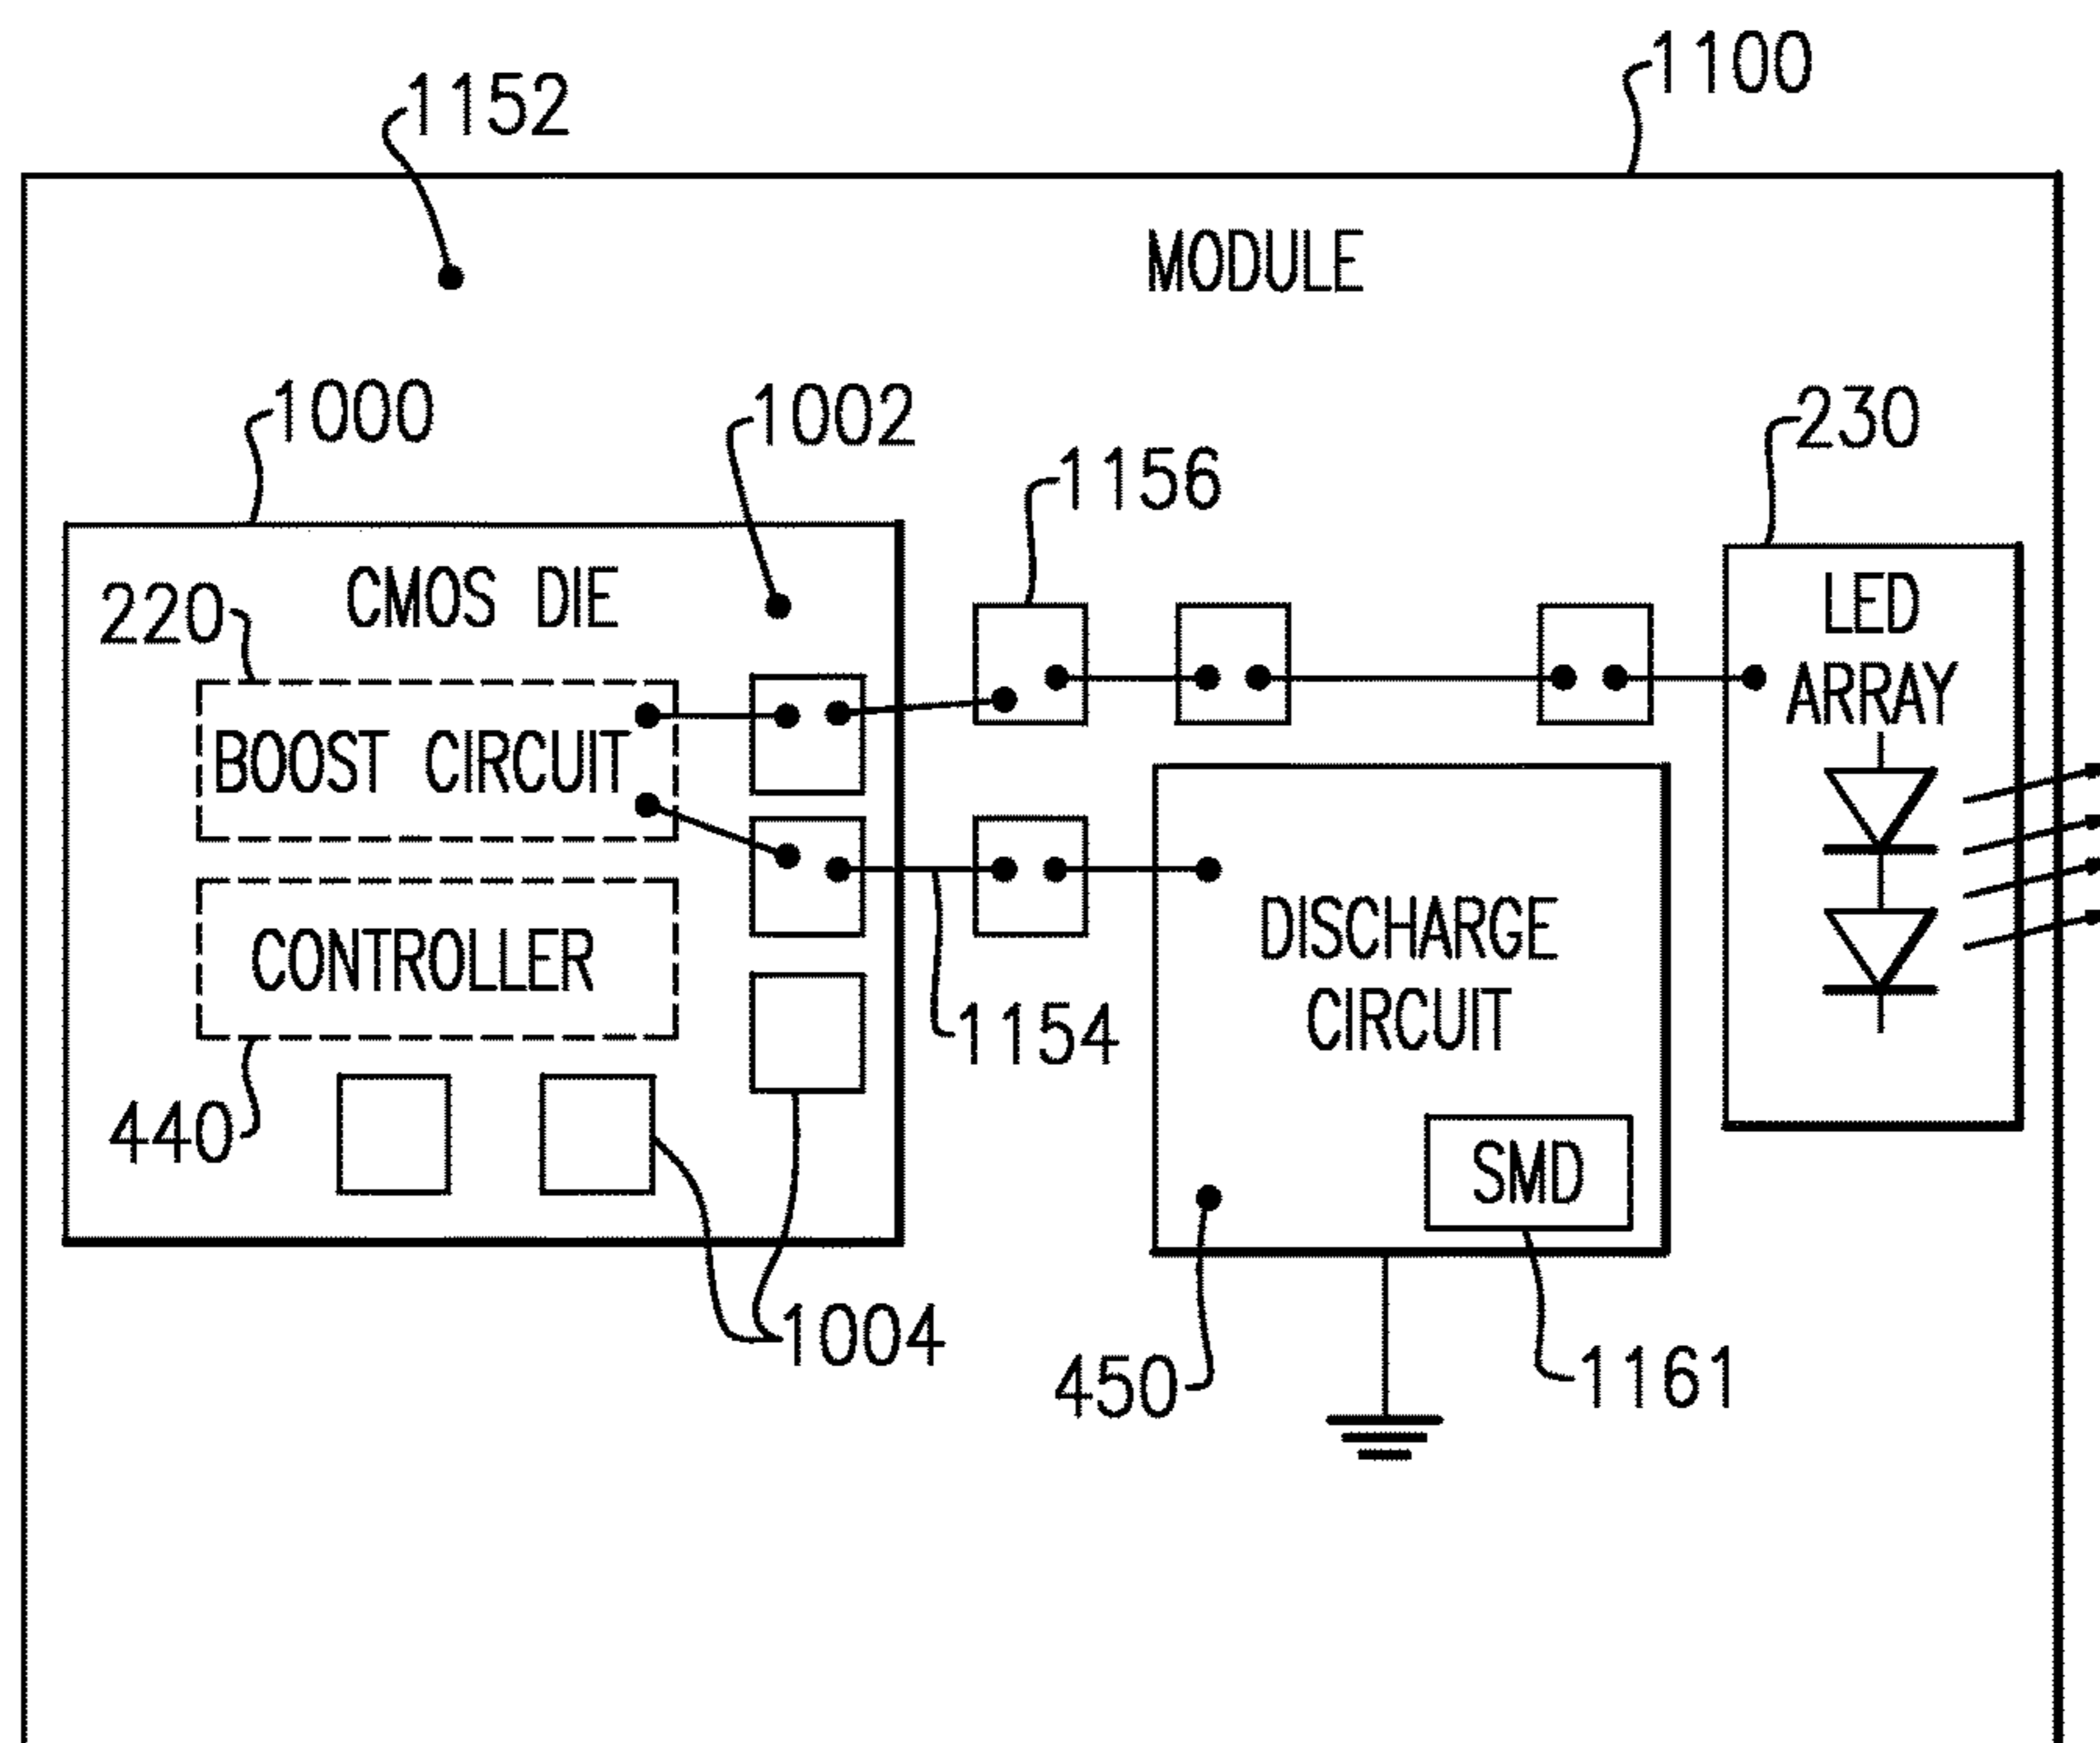 1100
1152
MODULE
1000
1002
230
1156
CMOS DIE
LED
ARRAY
220
BOOST CIRCUIT
CONTROLLER
DISCHARGE
CIRCUIT
1154
440
SMD
1004
450
1161